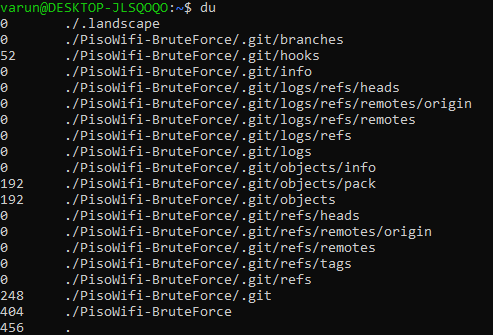 varun@DESKTOP-JLSQOQO:~$ du
0 ./.landscape
0 ./PisoWifi-BruteForce/.git/branches
52 ./PisoWifi-BruteForce/.git/hooks
0 ./PisoWifi-BruteForce/.git/info
0 ./PisoWifi-BruteForce/.git/logs/refs/heads
0 ./PisoWifi-BruteForce/.git/logs/refs/remotes/origin
0 ./PisoWifi-BruteForce/.git/logs/refs/remotes
0 ./PisoWifi-BruteForce/.git/logs/refs
0 ./PisoWifi-BruteForce/.git/logs
0 ./PisoWifi-BruteForce/.git/objects/info
192 ./PisoWifi-BruteForce/.git/objects/pack
192 ./PisoWifi-BruteForce/.git/objects
0 ./PisoWifi-BruteForce/.git/refs/heads
0 ./PisoWifi-BruteForce/.git/refs/remotes/origin
0 ./PisoWifi-BruteForce/.git/refs/remotes
0 ./PisoWifi-BruteForce/.git/refs/tags
0 ./PisoWifi-BruteForce/.git/refs
248 ./PisoWifi-BruteForce/.git
404 ./PisoWifi-BruteForce
456 .